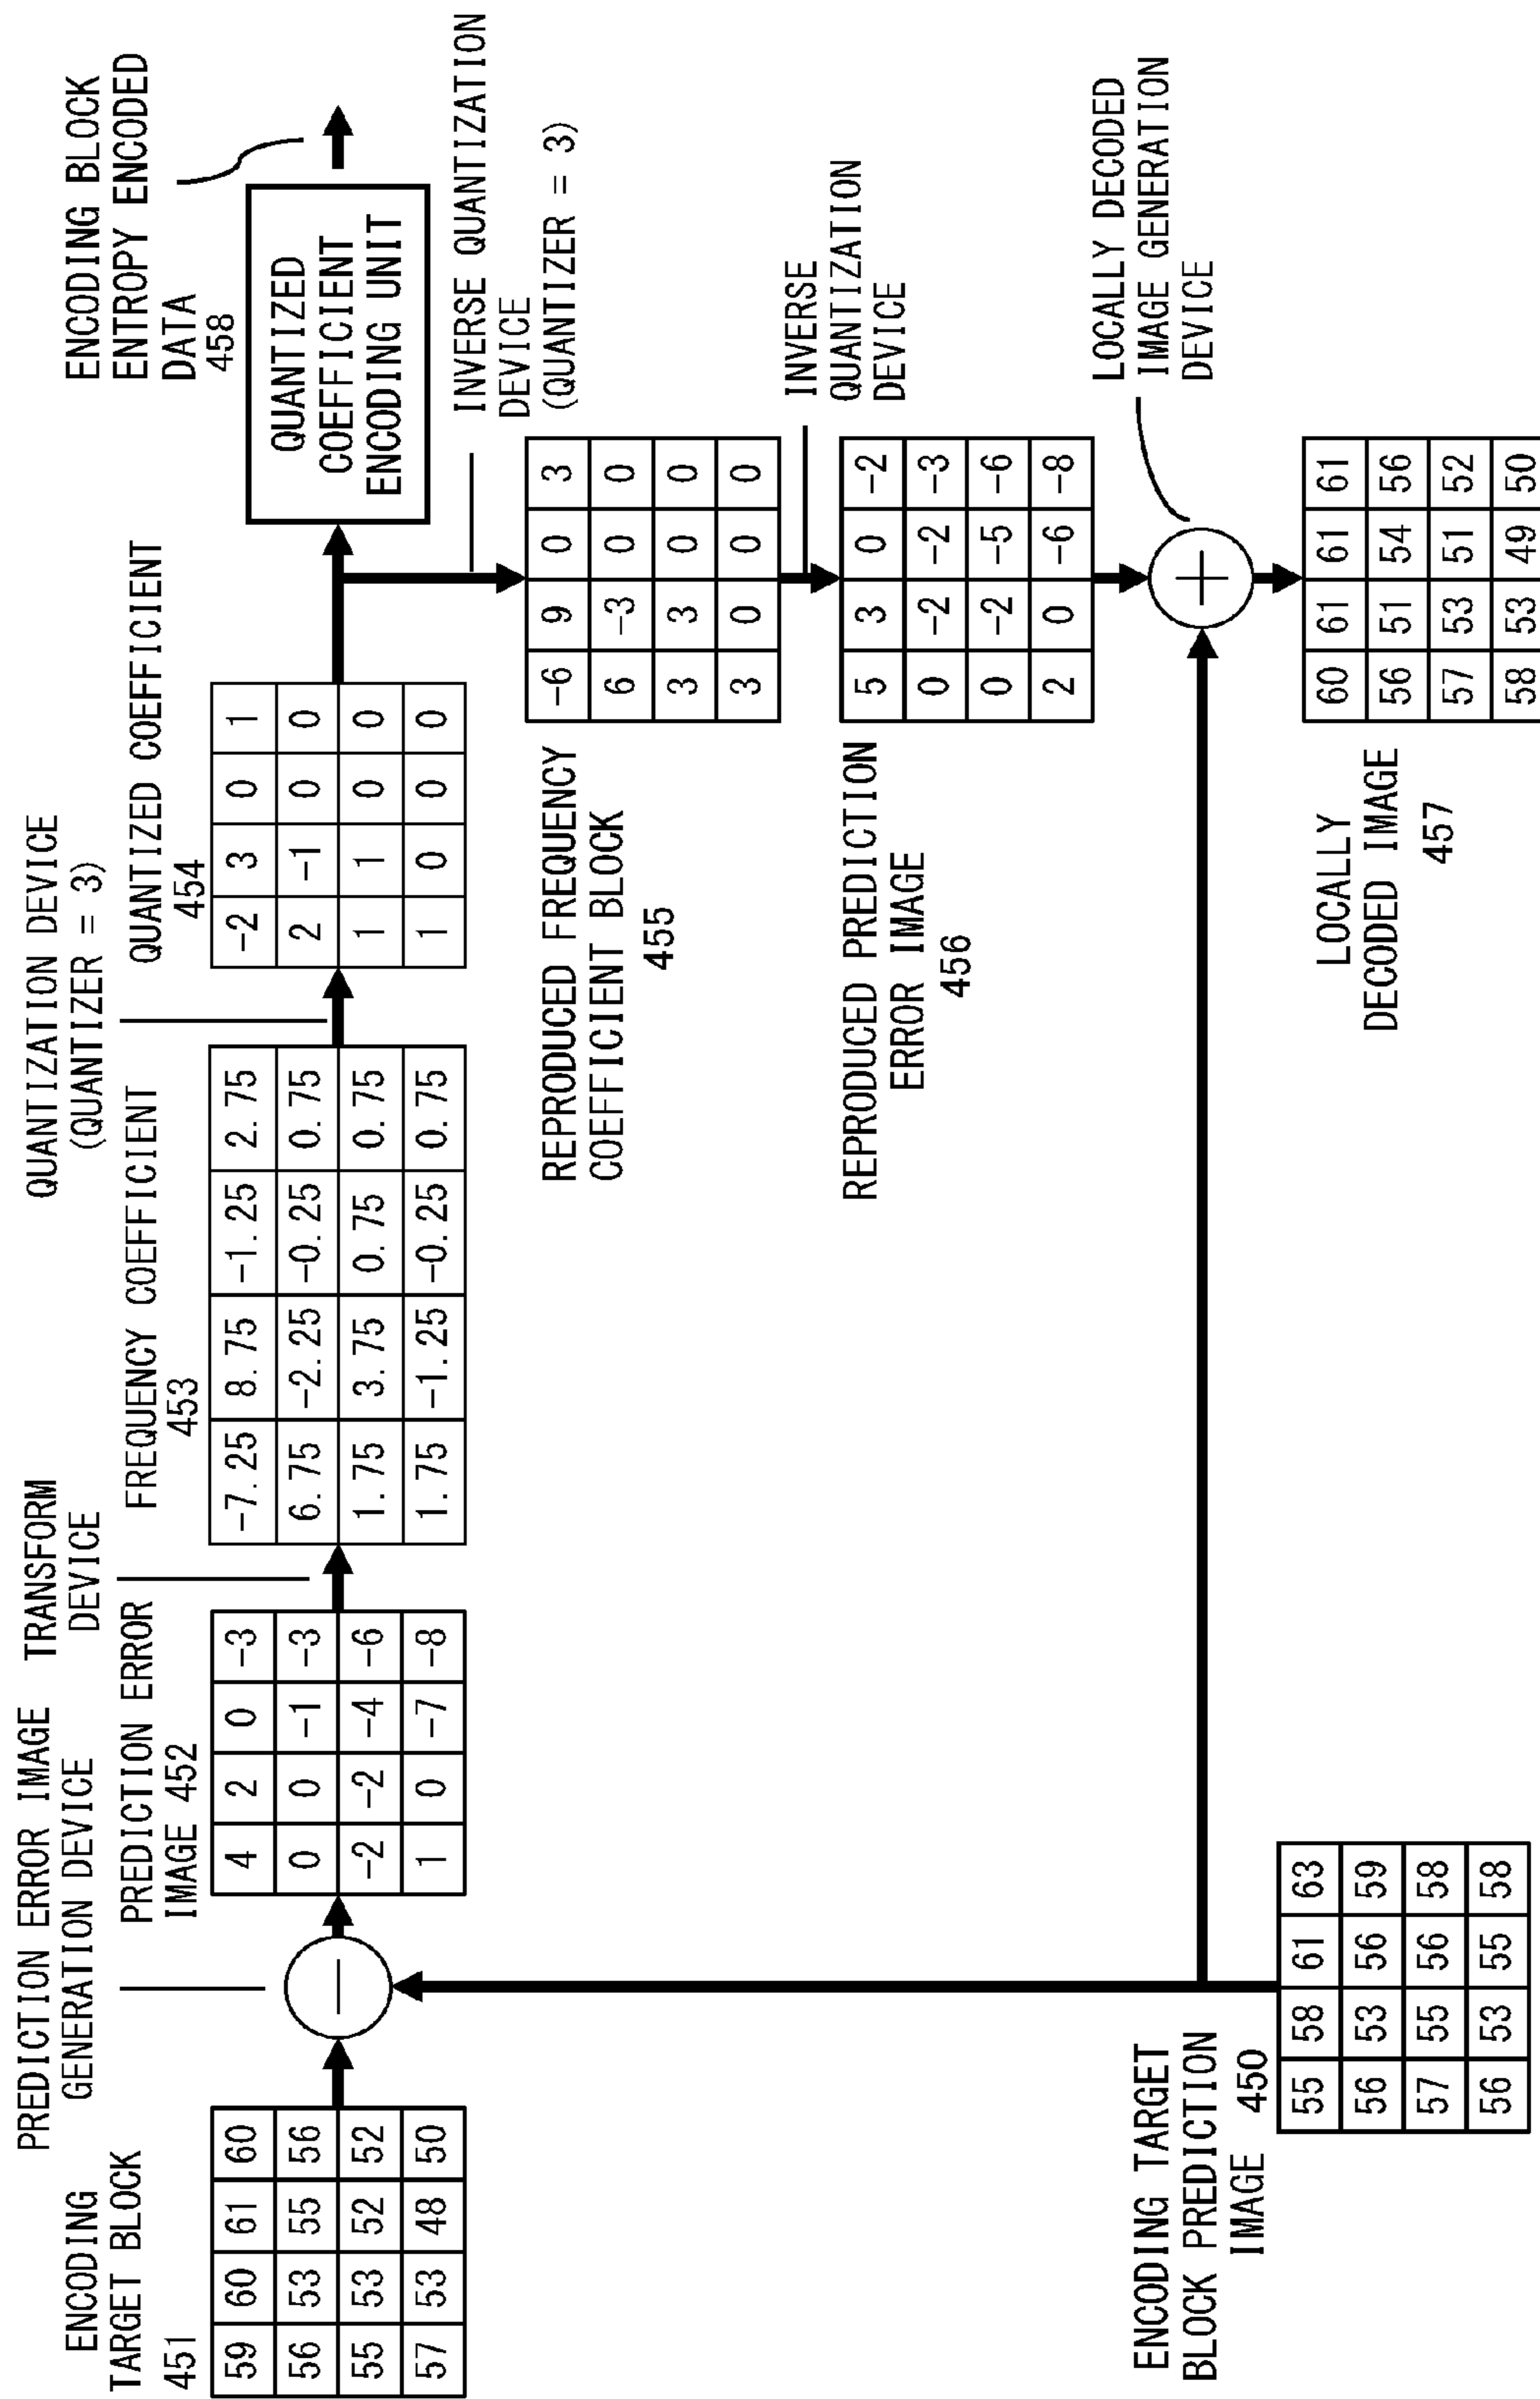 ENCODING
TARGET BLOCK
451
59 60 61 60
56 53 55 56
55 53 52 52
57 53 48 50
PREDICTION ERROR IMAGE
GENERATION DEVICE
PREDICTION ERROR
IMAGE 452
4 2 0 -3
0 0 -1 -3
-2 -2 -4 -6
1 0 -7 -8
TRANSFORM
DEVICE
FREQUENCY COEFFICIENT
453
-7.25 8.75 -1.25 2.75
6.75 -2.25 -0.25 0.75
1.75 3.75 0.75 0.75
1.75 -1.25 -0.25 0.75
QUANTIZATION DEVICE
(QUANTIZER = 3)
QUANTIZED COEFFICIENT
454
-2 3 0 1
2 -1 0 0
1 1 0 0
1 0 0 0
QUANTIZED
COEFFICIENT
ENCODING UNIT
ENCODING BLOCK
ENTROPY ENCODED
DATA
458
INVERSE QUANTIZATION
DEVICE
(QUANTIZER = 3)
REPRODUCED FREQUENCY
COEFFICIENT BLOCK
455
-6 9 0 3
6 -3 0 0
3 3 0 0
3 0 0 0
INVERSE
QUANTIZATION
DEVICE
REPRODUCED PREDICTION
ERROR IMAGE
456
5 3 0 -2
0 -2 -2 -3
0 -2 -5 -6
2 0 -6 -8
LOCALLY DECODED
IMAGE GENERATION
DEVICE
LOCALLY
DECODED IMAGE
457
60 61 61 61
56 51 54 56
57 53 51 52
58 53 49 50
ENCODING TARGET
BLOCK PREDICTION
IMAGE 450
55 58 61 63
56 53 56 59
57 55 56 58
56 53 55 58